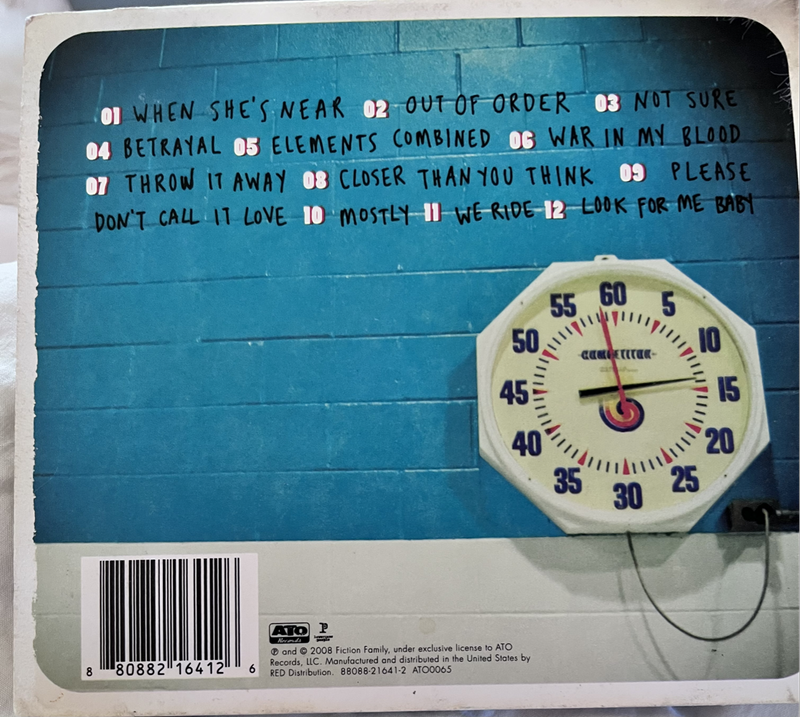 01 WHEN SHE'S NEAR 02 OUT OF ORDER 03 NOT SURE
04 BETRAYAL 05 ELEMENTS COMBINED 06 WAR IN MY BLOOD
07 THROW IT AWAY 08 CLOSER THAN YOU THINK 09 PLEASE
DON'T CALL IT LOVE 10 MOSTLY 11 WE RIDE 12 LOOK FOR ME BABY
60
55 5
50 10
COMPETITOR
45 15
40 20
35 25
30
ATO
Records
℗ and © 2008 Fiction Family, under exclusive license to ATO
Records, LLC. Manufactured and distributed in the United States by
RED Distribution. 88088-21641-2 ATO0065
8 80882 16412 6